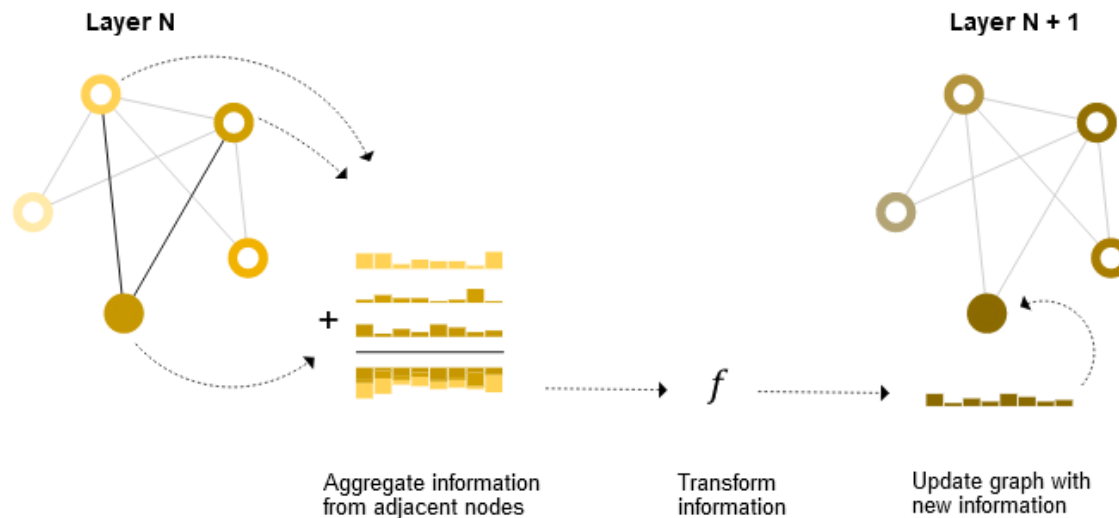 Layer N
Layer N + 1
+
f
Aggregate information
from adjacent nodes
Transform
information
Update graph with
new information